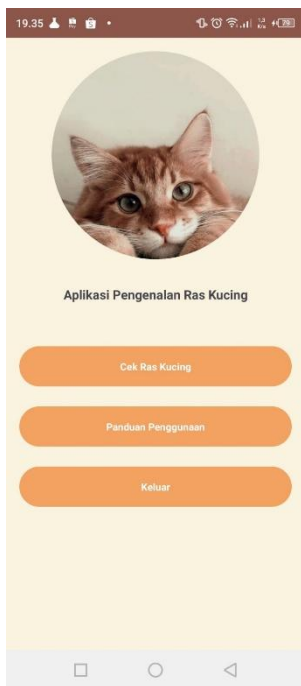 19.35
Aplikasi Pengenalan Ras Kucing
Cek Ras Kucing
Panduan Penggunaan
Keluar